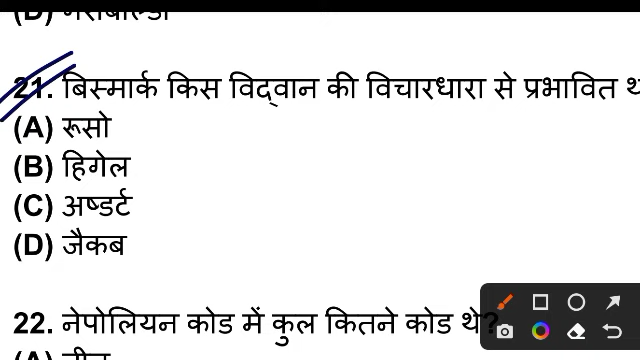 21. बिस्मार्क किस विद्वान की विचारधारा से प्रभावित
(A) रूसो
(B) हिगेल
(C) अष्डर्ट
(D) जैकब
22. नेपोलियन कोड में कुल कितने कोड थे?
(A) तीन